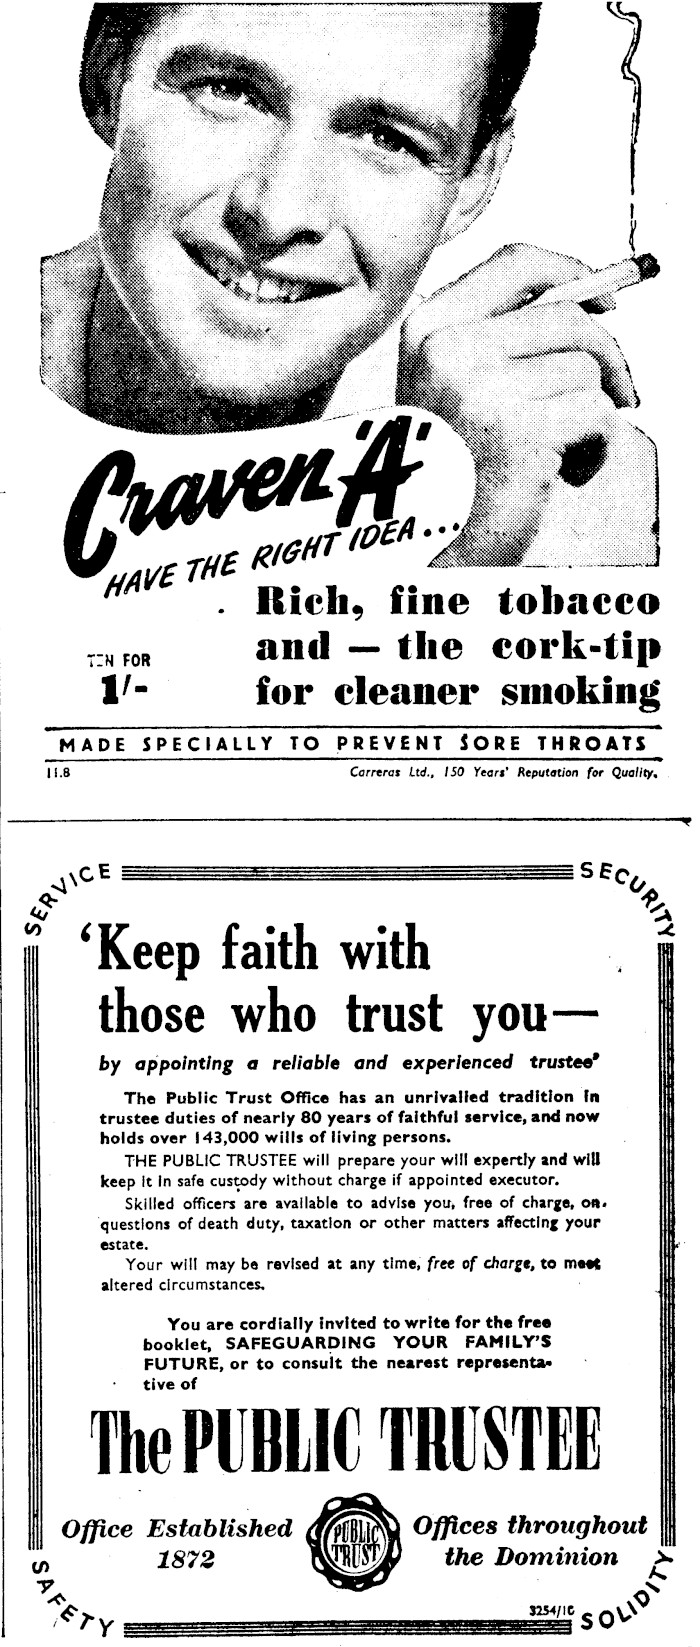 Craven 'A'
HAVE THE RIGHT IDEA...
Rich, fine tobacco
and — the cork-tip
for cleaner smoking
TEN FOR
1/-
MADE SPECIALLY TO PREVENT SORE THROATS
11.8
Carreras Ltd., 150 Years' Reputation for Quality.
SERVICE
SECURITY
'Keep faith with
those who trust you—
by appointing a reliable and experienced trustee'
The Public Trust Office has an unrivalled tradition in
trustee duties of nearly 80 years of faithful service, and now
holds over 143,000 wills of living persons.
THE PUBLIC TRUSTEE will prepare your will expertly and will
keep it in safe custody without charge if appointed executor.
Skilled officers are available to advise you, free of charge, on
questions of death duty, taxation or other matters affecting your
estate.
Your will may be revised at any time, free of charge, to meet
altered circumstances.
You are cordially invited to write for the free
booklet, SAFEGUARDING YOUR FAMILY'S
FUTURE, or to consult the nearest representa-
tive of
The PUBLIC TRUSTEE
Office Established
1872
PUBLIC
TRUST
Offices throughout
the Dominion
SAFETY
3254/10
SOLIDITY